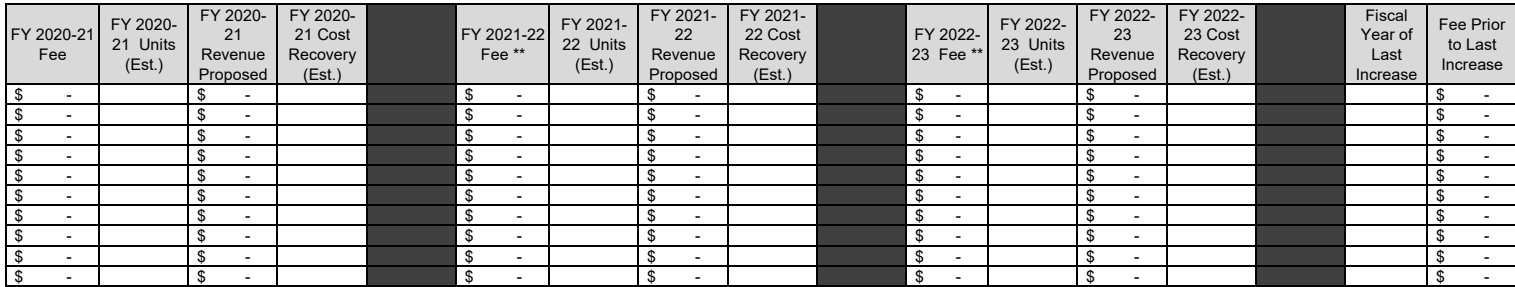 FY 2020-21 Fee
FY 2020-21 Units (Est.)
FY 2020-21 Revenue Proposed
FY 2020-21 Cost Recovery (Est.)
FY 2021-22 Fee **
FY 2021-22 Units (Est.)
FY 2021-22 Revenue Proposed
FY 2021-22 Cost Recovery (Est.)
FY 2022-23 Fee **
FY 2022-23 Units (Est.)
FY 2022-23 Revenue Proposed
FY 2022-23 Cost Recovery (Est.)
Fiscal Year of Last Increase
Fee Prior to Last Increase
$ - $ - $ - $ - $ - $ - $ -
$ - $ - $ - $ - $ - $ - $ -
$ - $ - $ - $ - $ - $ - $ -
$ - $ - $ - $ - $ - $ - $ -
$ - $ - $ - $ - $ - $ - $ -
$ - $ - $ - $ - $ - $ - $ -
$ - $ - $ - $ - $ - $ - $ -
$ - $ - $ - $ - $ - $ - $ -
$ - $ - $ - $ - $ - $ - $ -
$ - $ - $ - $ - $ - $ - $ -